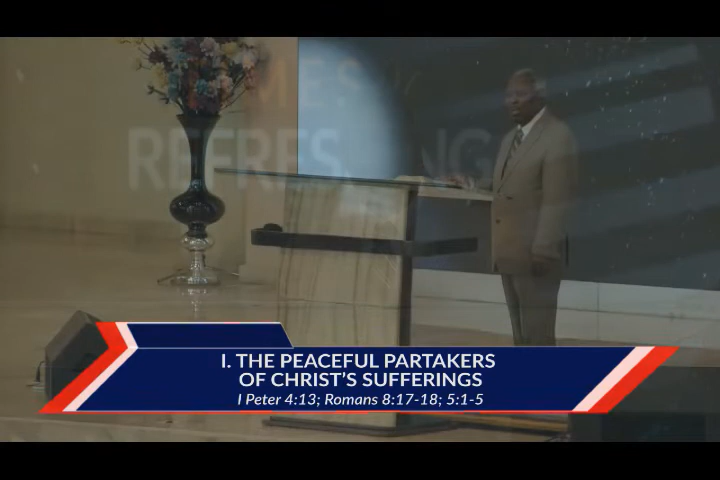 I. THE PEACEFUL PARTAKERS
OF CHRIST'S SUFFERINGS
I Peter 4:13; Romans 8:17-18; 5:1-5